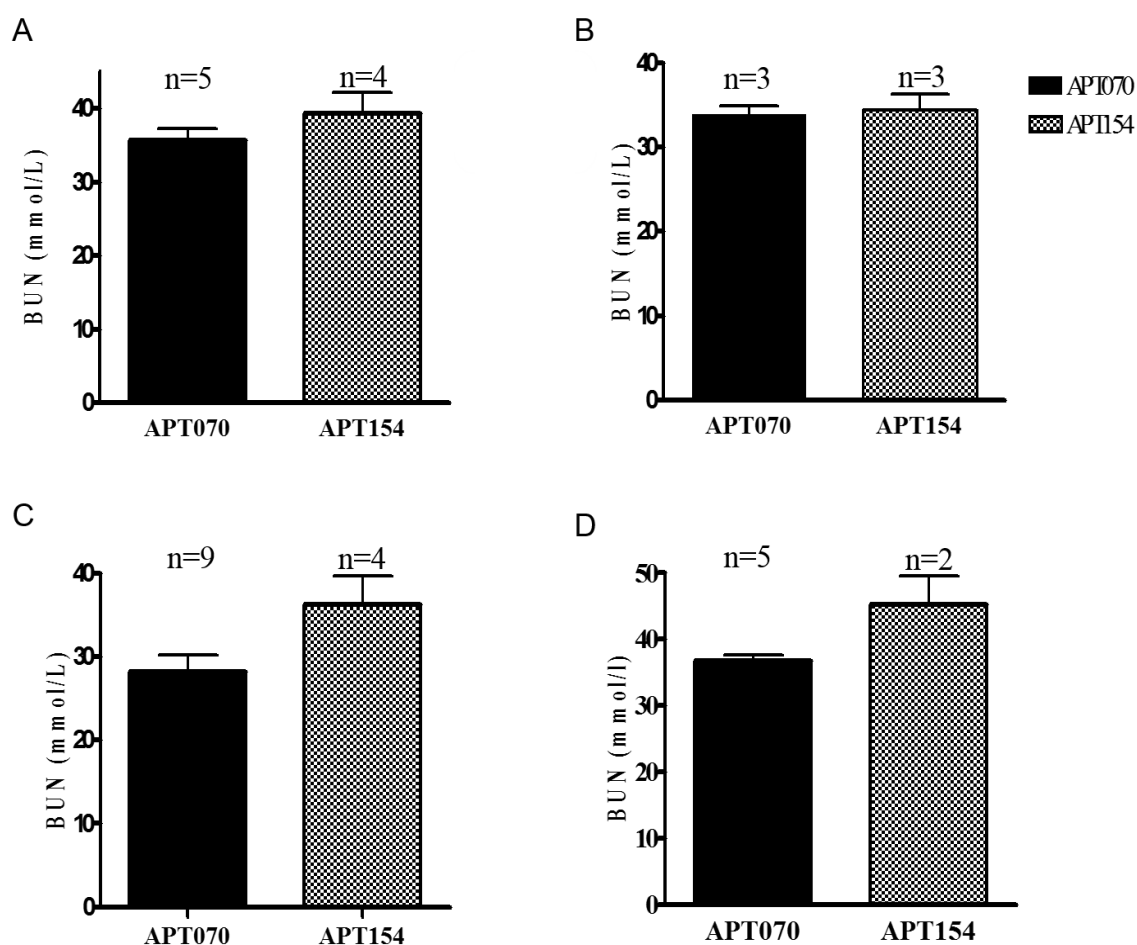 A
n=5
n=4
BUN (mmol/L)
40
30
20
10
0
APT070
APT154
B
n=3
n=3
BUN (mmol/L)
40
30
20
10
0
APT070
APT154
APT070
APT154
C
n=9
n=4
BUN (mmol/L)
40
30
20
10
0
APT070
APT154
D
n=5
n=2
BUN (mmol/l)
50
40
30
20
10
0
APT070
APT154